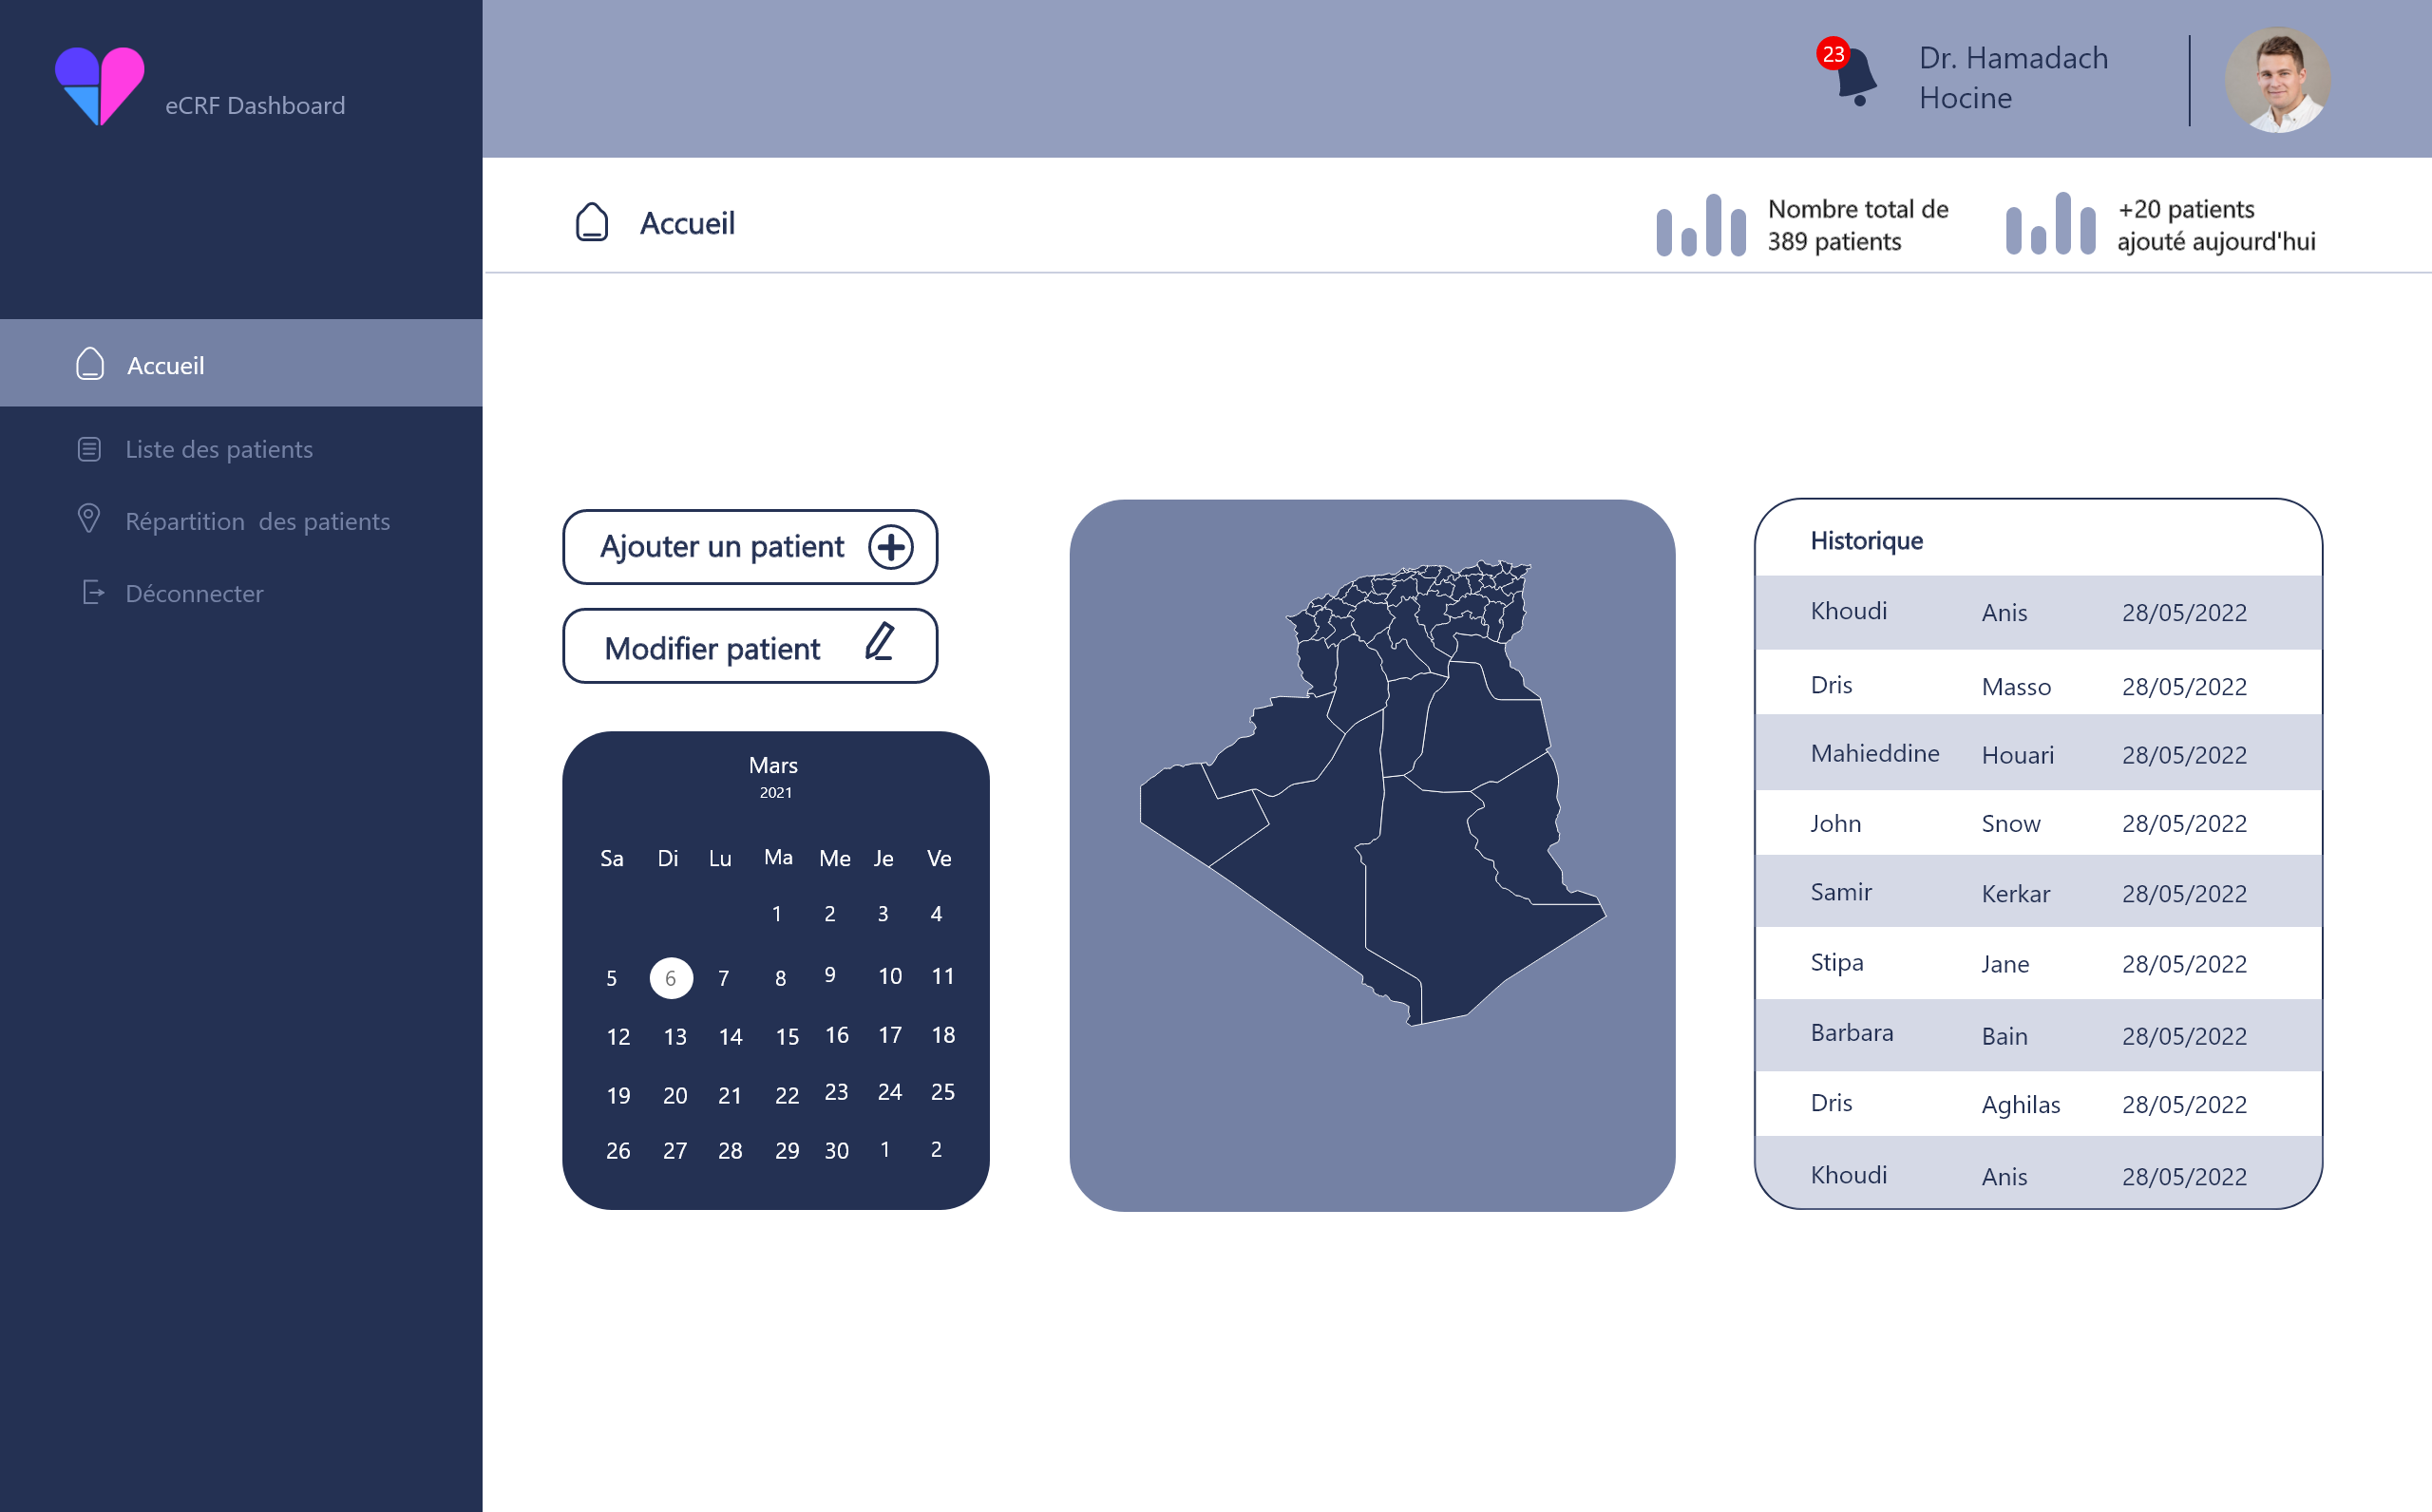 eCRF Dashboard
23
Dr. Hamadach
Hocine
Accueil
Nombre total de
389 patients
+20 patients
ajouté aujourd'hui
Accueil
Liste des patients
Répartition des patients
Déconnecter
Ajouter un patient
Modifier patient
Mars
2021
Sa Di Lu Ma Me Je Ve
1 2 3 4
5 6 7 8 9 10 11
12 13 14 15 16 17 18
19 20 21 22 23 24 25
26 27 28 29 30 1 2
Historique
Khoudi Anis 28/05/2022
Dris Masso 28/05/2022
Mahieddine Houari 28/05/2022
John Snow 28/05/2022
Samir Kerkar 28/05/2022
Stipa Jane 28/05/2022
Barbara Bain 28/05/2022
Dris Aghilas 28/05/2022
Khoudi Anis 28/05/2022